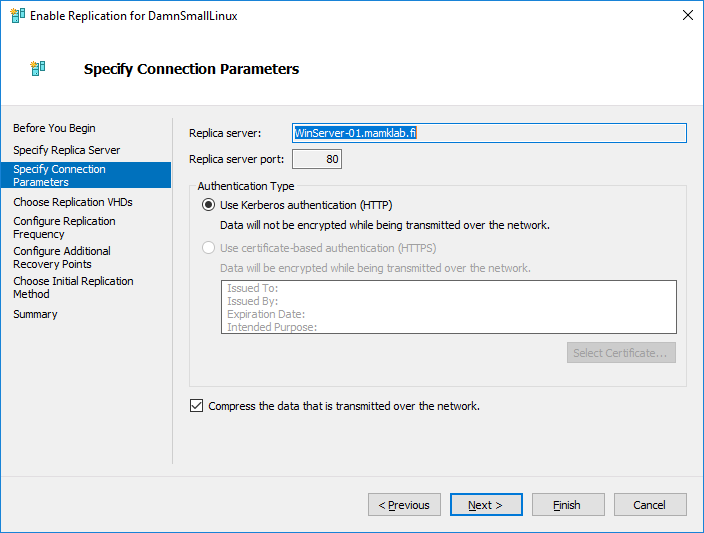 Enable Replication for DamnSmallLinux
Specify Connection Parameters
Before You Begin
Specify Replica Server
Specify Connection
Parameters
Choose Replication VHDs
Configure Replication
Frequency
Configure Additional
Recovery Points
Choose Initial Replication
Method
Summary
Replica server:
WinServer-01.mamklab.fi
Replica server port:
80
Authentication Type
Use Kerberos authentication (HTTP)
Data will not be encrypted while being transmitted over the network.
Use certificate-based authentication (HTTPS)
Data will be encrypted while being transmitted over the network.
Issued To:
Issued By:
Expiration Date:
Intended Purpose:
Select Certificate...
Compress the data that is transmitted over the network.
< Previous
Next >
Finish
Cancel